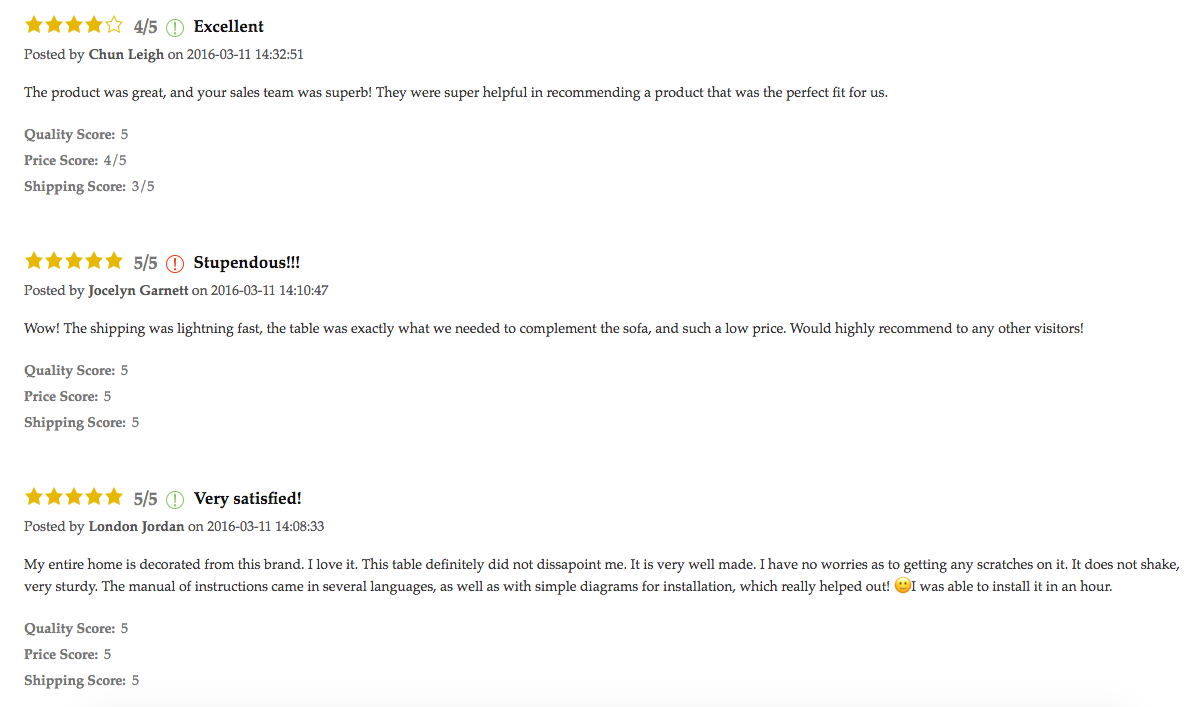 4/5 Excellent
Posted by Chun Leigh on 2016-03-11 14:32:51
The product was great, and your sales team was superb! They were super helpful in recommending a product that was the perfect fit for us.
Quality Score: 5
Price Score: 4/5
Shipping Score: 3/5
5/5 Stupendous!!!
Posted by Jocelyn Garnett on 2016-03-11 14:10:47
Wow! The shipping was lightning fast, the table was exactly what we needed to complement the sofa, and such a low price. Would highly recommend to any other visitors!
Quality Score: 5
Price Score: 5
Shipping Score: 5
5/5 Very satisfied!
Posted by London Jordan on 2016-03-11 14:08:33
My entire home is decorated from this brand. I love it. This table definitely did not dissapoint me. It is very well made. I have no worries as to getting any scratches on it. It does not shake,
very sturdy. The manual of instructions came in several languages, as well as with simple diagrams for installation, which really helped out! 🙂I was able to install it in an hour.
Quality Score: 5
Price Score: 5
Shipping Score: 5